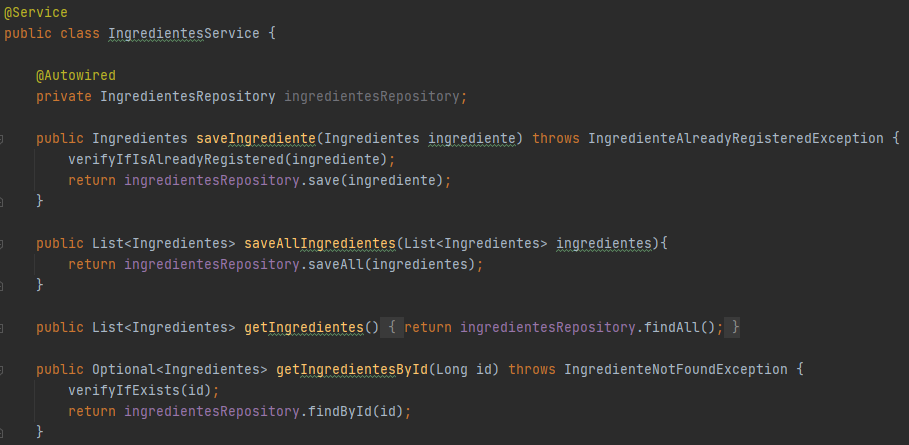 @Service
public class IngredientesService {
@Autowired
private IngredientesRepository ingredientesRepository;
public Ingredientes saveIngrediente(Ingredientes ingrediente) throws IngredienteAlreadyRegisteredException {
verifyIfIsAlreadyRegistered(ingrediente);
return ingredientesRepository.save(ingrediente);
}
public List<Ingredientes> saveAllIngredientes(List<Ingredientes> ingredientes){
return ingredientesRepository.saveAll(ingredientes);
}
public List<Ingredientes> getIngredientes() { return ingredientesRepository.findAll(); }
public Optional<Ingredientes> getIngredientesById(Long id) throws IngredienteNotFoundException {
verifyIfExists(id);
return ingredientesRepository.findById(id);
}